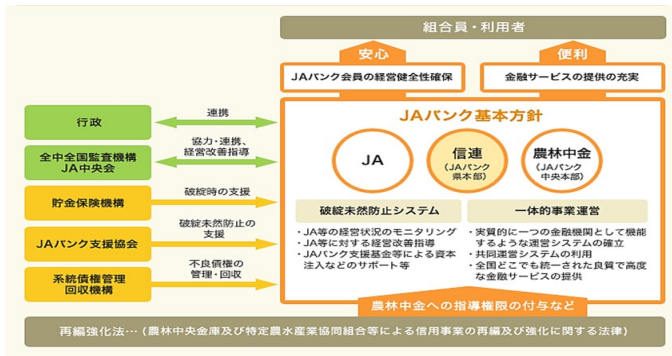 組合員・利用者
安心
便利
JAバンク会員の経営健全性確保
金融サービスの提供の充実
JAバンク基本方針
行政
連携
全中全国監査機構
JA中央会
協力・連携、
経営改善指導
貯金保険機構
破綻時の支援
JAバンク支援協会
破綻未然防止の
支援
系統債権管理
回収機構
不良債権の
管理・回収
JA
信連
(JAバンク
県本部)
農林中金
(JAバンク
中央本部)
破綻未然防止システム
・JA等の経営状況のモニタリング
・JA等に対する経営改善指導
・JAバンク支援基金等による資本
注入などのサポート等
一体的事業運営
・実質的に一つの金融機関として機能
するような運営システムの確立
・共同運営システムの利用
・全国どこでも統一された良質で高度
な金融サービスの提供
農林中金への指導権限の付与など
再編強化法…(農林中央金庫及び特定農水産業協同組合等による信用事業の再編及び強化に関する法律)